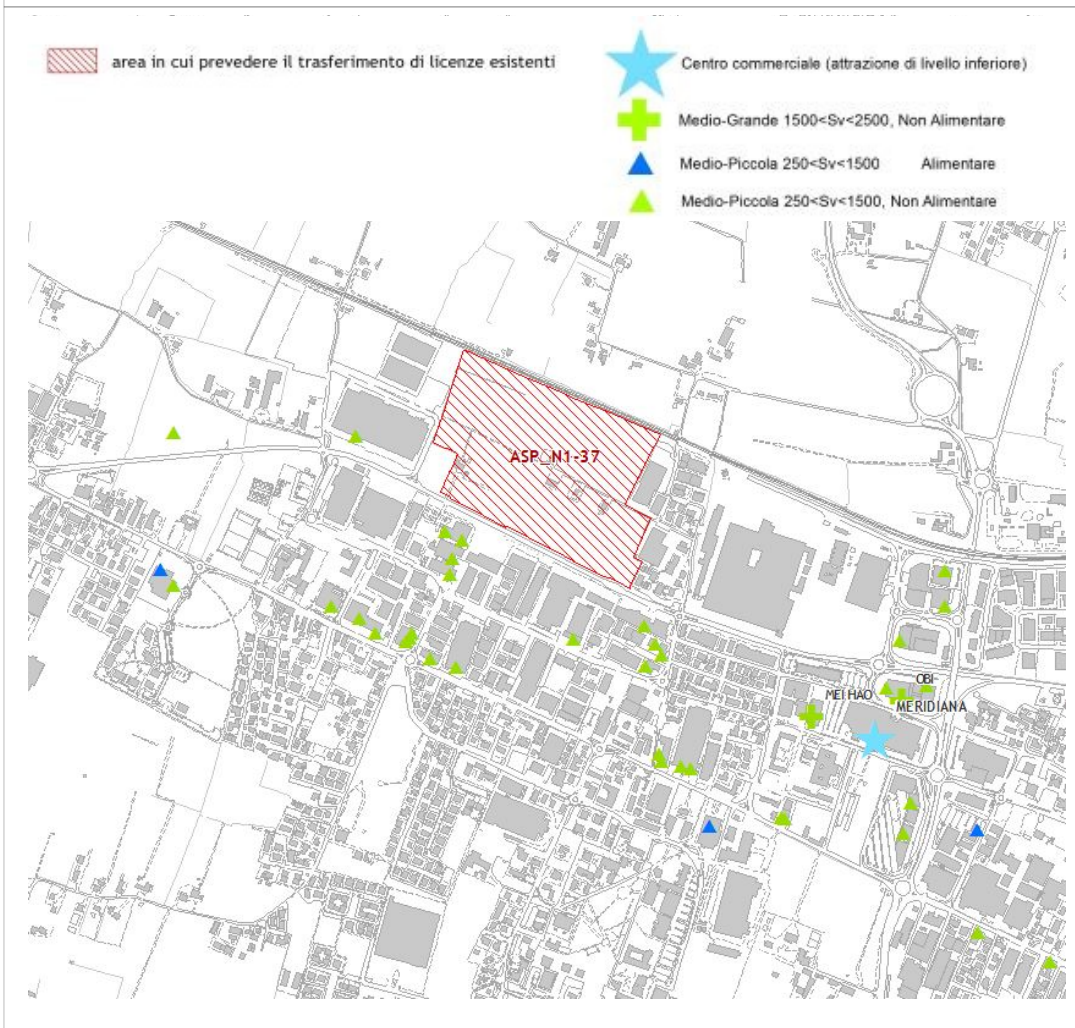 area in cui prevedere il trasferimento di licenze esistenti
Centro commerciale (attrazione di livello inferiore)
Medio-Grande 1500<Sv<2500, Non Alimentare
Medio-Piccola 250<Sv<1500 Alimentare
Medio-Piccola 250<Sv<1500, Non Alimentare
ASP_N1-37
OBI
MEI HAO
MERIDIANA